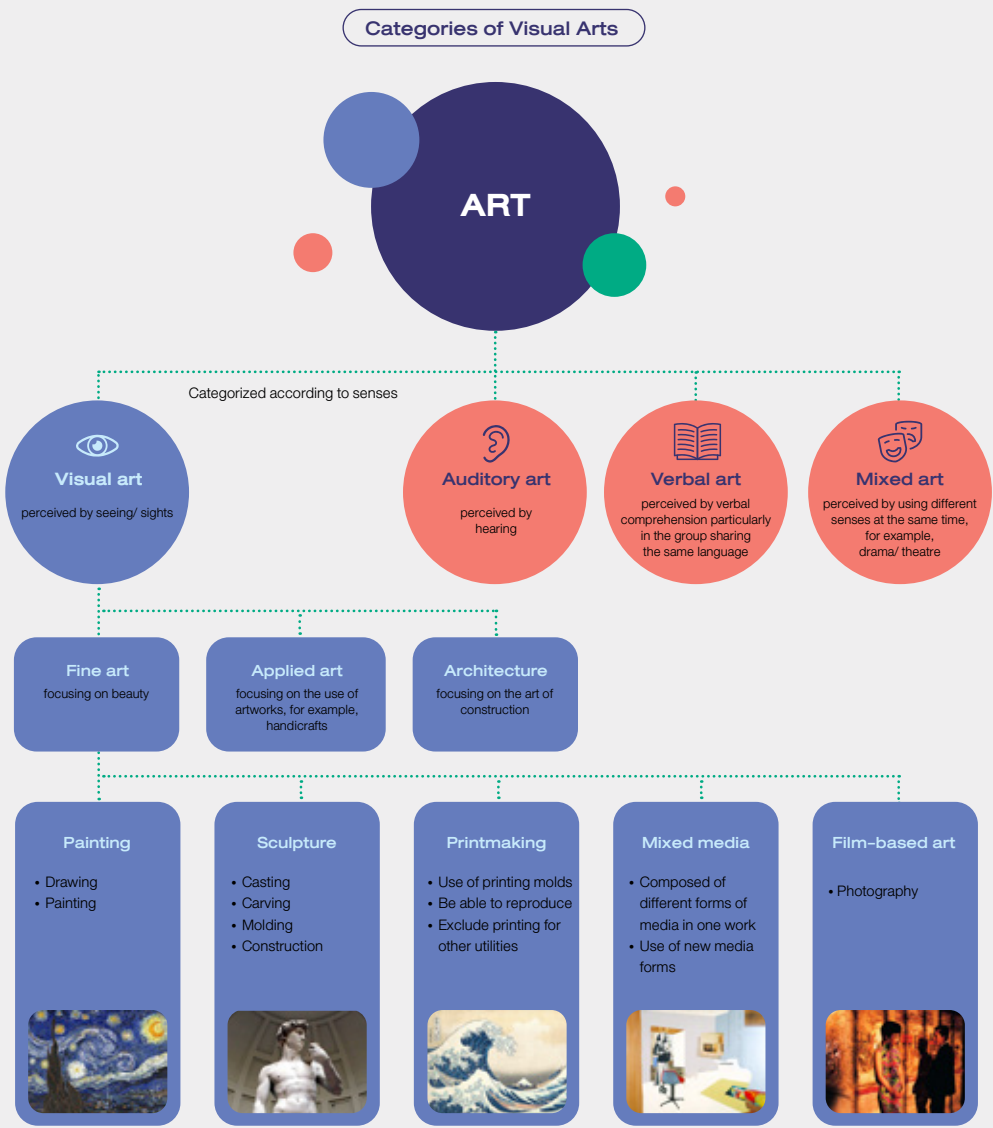 Categories of Visual Arts
ART
Categorized according to senses
Visual art
perceived by seeing/ sights
Auditory art
perceived by
hearing
Verbal art
perceived by verbal
comprehension particularly
in the group sharing
the same language
Mixed art
perceived by using different
senses at the same time,
for example,
drama/ theatre
Fine art
focusing on beauty
Applied art
focusing on the use of
artworks, for example,
handicrafts
Architecture
focusing on the art of
construction
Painting
• Drawing
• Painting
Sculpture
• Casting
• Carving
• Molding
• Construction
Printmaking
• Use of printing molds
• Be able to reproduce
• Exclude printing for
other utilities
Mixed media
• Composed of
different forms of
media in one work
• Use of new media
forms
Film-based art
• Photography